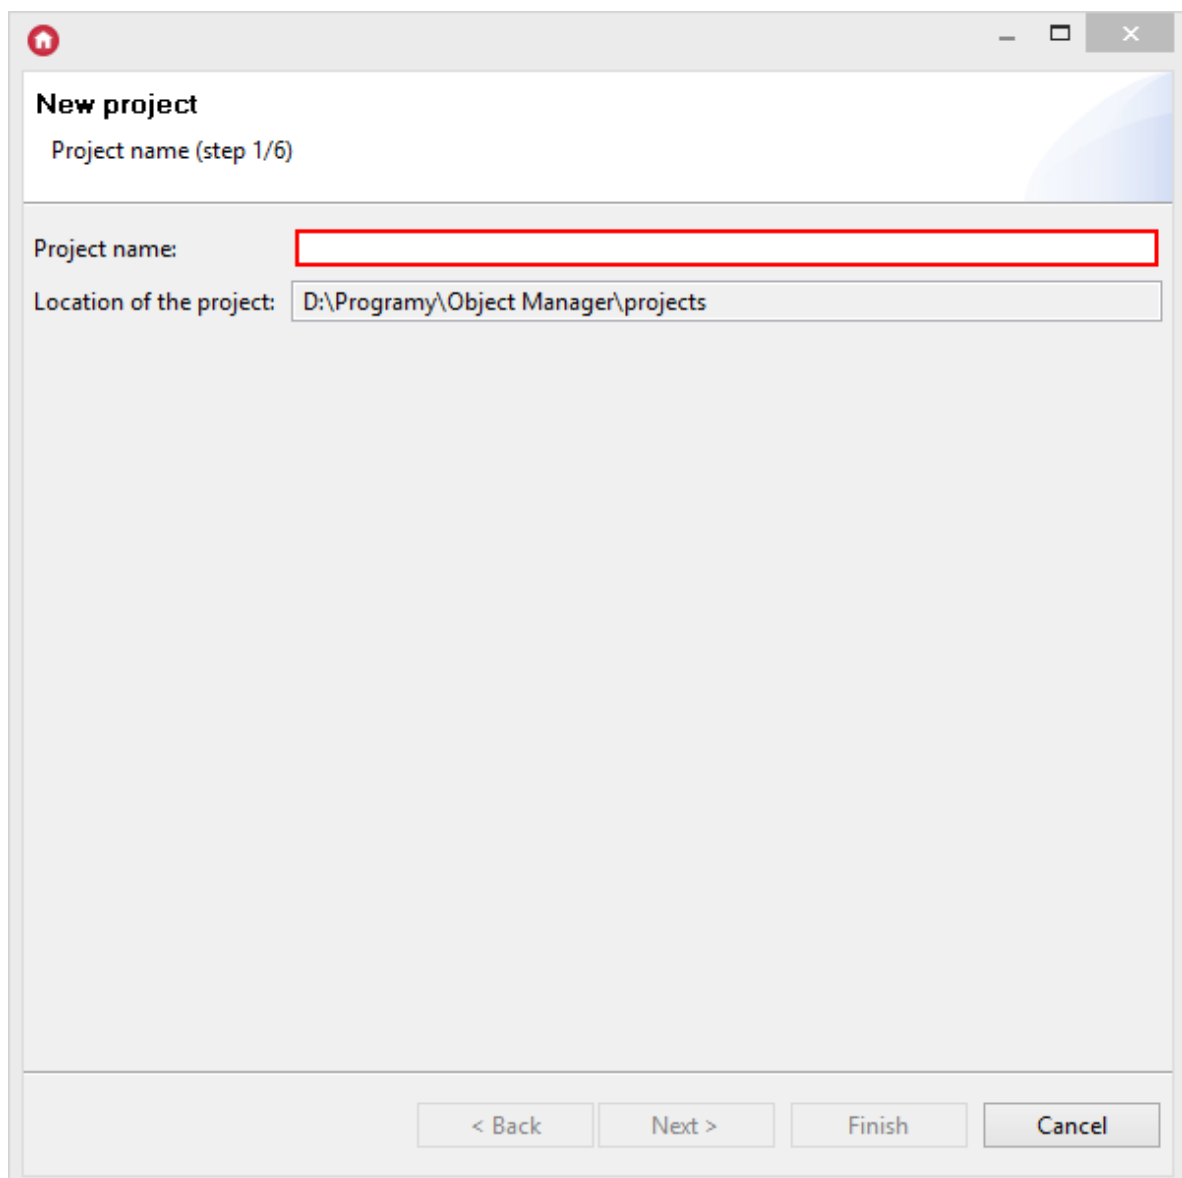 New project
Project name (step 1/6)
Project name:
Location of the project: D:\Programy\Object Manager\projects
< Back Next > Finish Cancel